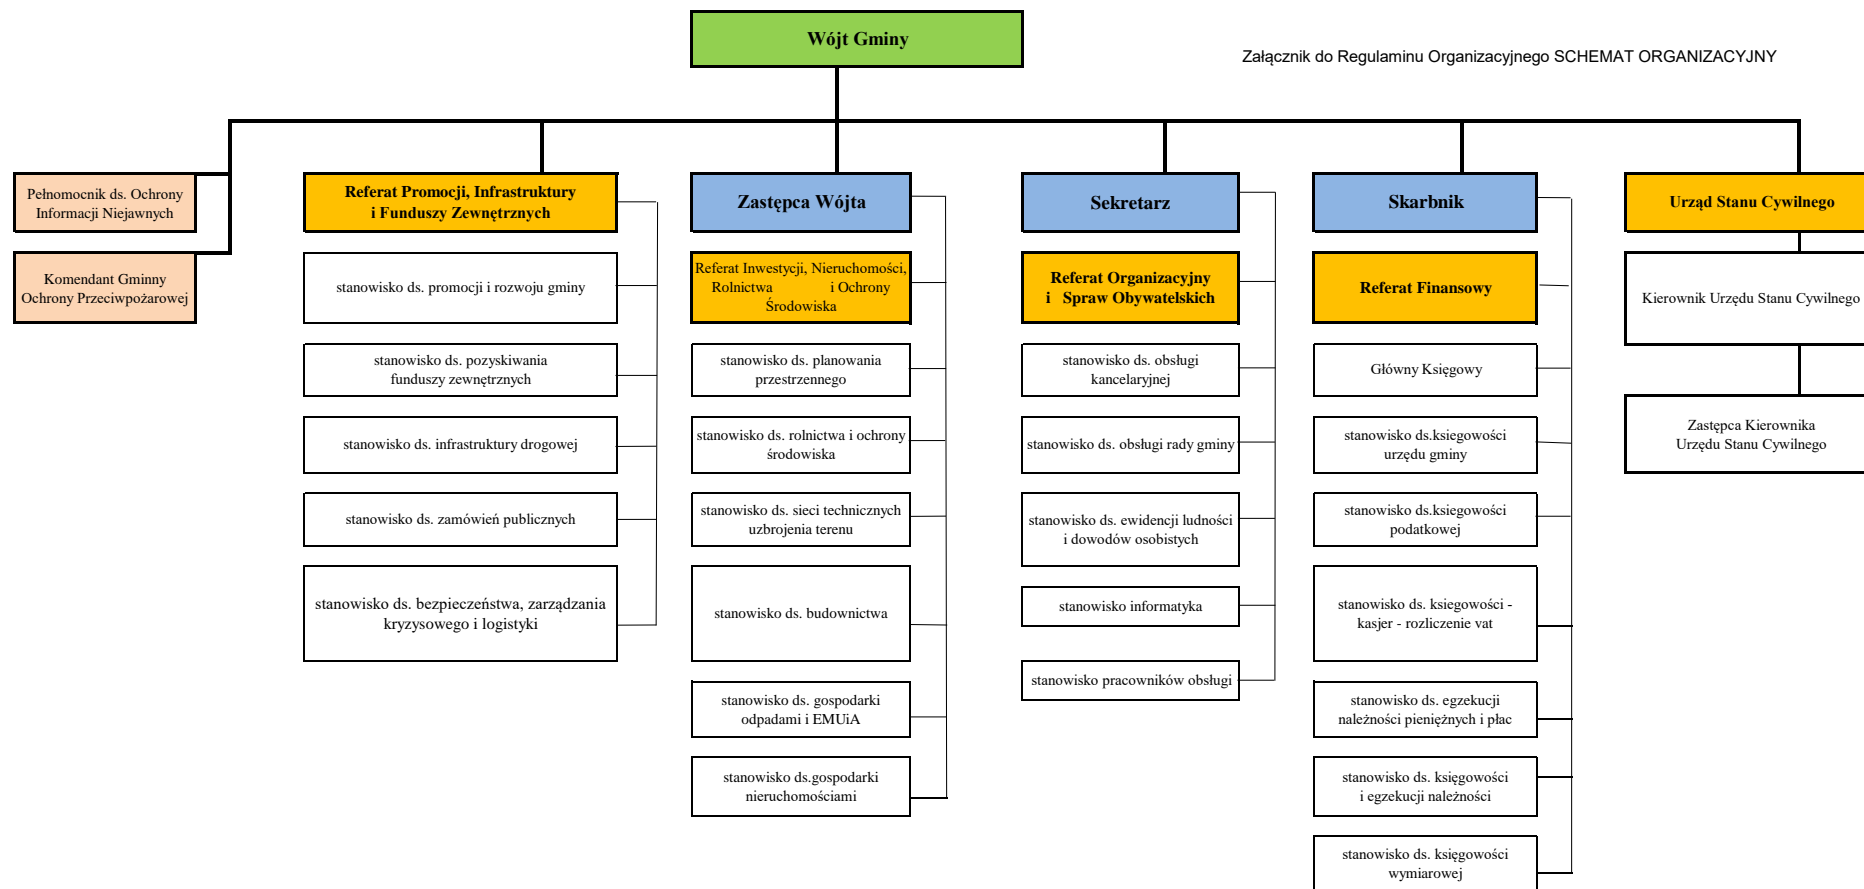 Wójt Gminy
Załącznik do Regulaminu Organizacyjnego SCHEMAT ORGANIZACYJNY
Pełnomocnik ds. Ochrony
Informacji Niejawnych
Komendant Gminny
Ochrony Przeciwpożarowej
Referat Promocji, Infrastruktury
i Funduszy Zewnętrznych
stanowisko ds. promocji i rozwoju gminy
stanowisko ds. pozyskiwania
funduszy zewnętrznych
stanowisko ds. infrastruktury drogowej
stanowisko ds. zamówień publicznych
stanowisko ds. bezpieczeństwa, zarządzania
kryzysowego i logistyki
Zastępca Wójta
Referat Inwestycji, Nieruchomości,
Rolnictwa i Ochrony
Środowiska
stanowisko ds. planowania
przestrzennego
stanowisko ds. rolnictwa i ochrony
środowiska
stanowisko ds. sieci technicznych
uzbrojenia terenu
stanowisko ds. budownictwa
stanowisko ds. gospodarki
odpadami i EMUiA
stanowisko ds.gospodarki
nieruchomościami
Sekretarz
Referat Organizacyjny
i Spraw Obywatelskich
stanowisko ds. obsługi
kancelaryjnej
stanowisko ds. obsługi rady gminy
stanowisko ds. ewidencji ludności
i dowodów osobistych
stanowisko informatyka
stanowisko pracowników obsługi
Skarbnik
Referat Finansowy
Główny Księgowy
stanowisko ds.ksiegowości
urzędu gminy
stanowisko ds.ksiegowości
podatkowej
stanowisko ds. ksiegowości -
kasjer - rozliczenie vat
stanowisko ds. egzekucji
należności pieniężnych i płac
stanowisko ds. księgowości
i egzekucji należności
stanowisko ds. księgowości
wymiarowej
Urząd Stanu Cywilnego
Kierownik Urzędu Stanu Cywilnego
Zastępca Kierownika
Urzędu Stanu Cywilnego